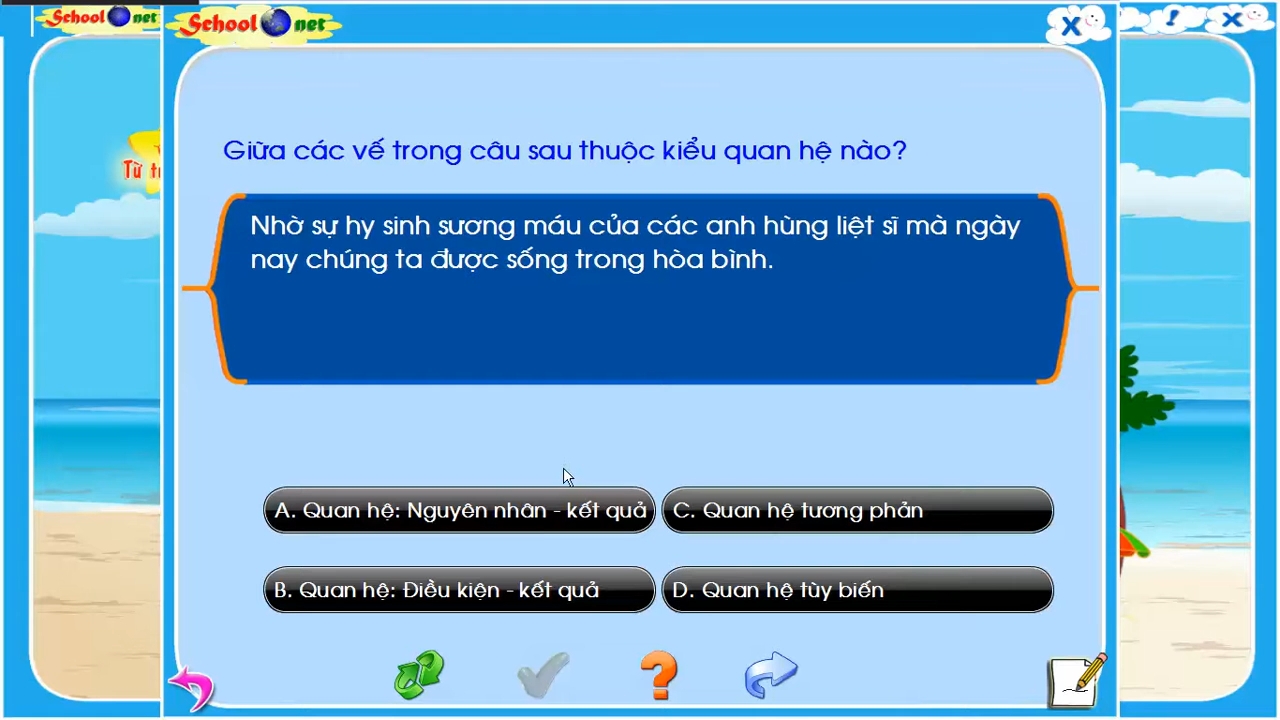 School net
School net
Từ
Giữa các vế trong câu sau thuộc kiểu quan hệ nào?
Nhờ sự hy sinh sương máu của các anh hùng liệt sĩ mà ngày
nay chúng ta được sống trong hòa bình.
A. Quan hệ: Nguyên nhân - kết quả
C. Quan hệ tương phản
B. Quan hệ: Điều kiện - kết quả
D. Quan hệ tùy biến